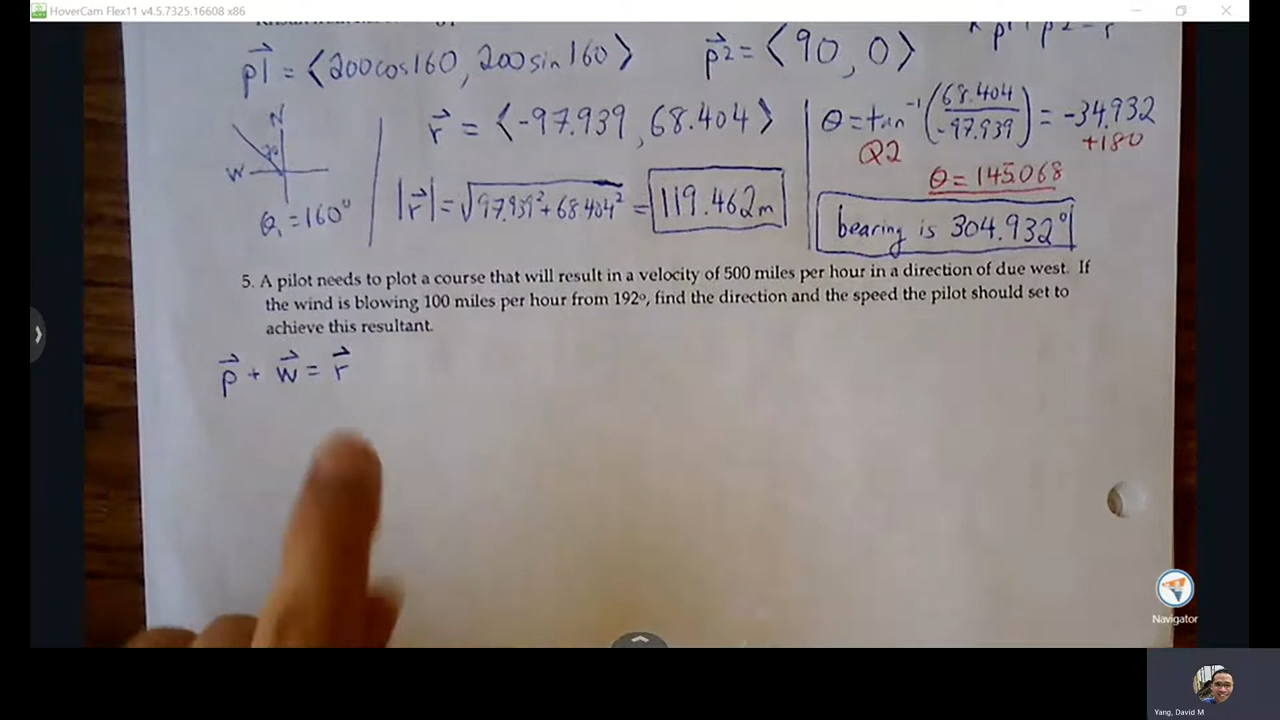 HoverCam Flex11 v4.5.7325.16608 x86
p⃗1 = ⟨200cos160, 200sin160⟩
p⃗2 = ⟨90, 0⟩
N
W
70°
θ₁ = 160°
r⃗ = ⟨-97.939, 68.404⟩
|r⃗| = √97.939²+68.404² = 119.462m
θ = tan⁻¹(68.404/-97.939) = -34.932
Q2
+180
θ = 145.068
bearing is 304.932°
5. A pilot needs to plot a course that will result in a velocity of 500 miles per hour in a direction of due west. If
the wind is blowing 100 miles per hour from 192º, find the direction and the speed the pilot should set to
achieve this resultant.
p⃗ + w⃗ = r⃗
Navigator
Yang, David M